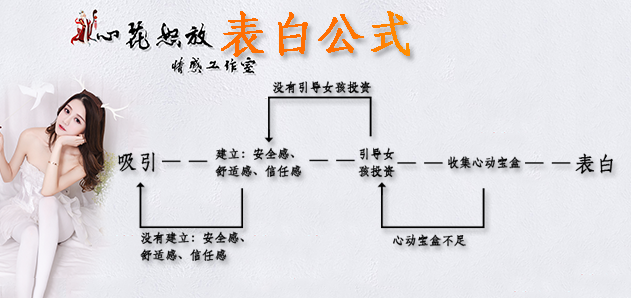 心花怒放 表白公式
情感工作室
没有引导女孩投资
吸引——建立：安全感、舒适感、信任感——引导女孩投资——收集心动宝盒——表白
没有建立：安全感、
舒适感、信任感
心动宝盒不足